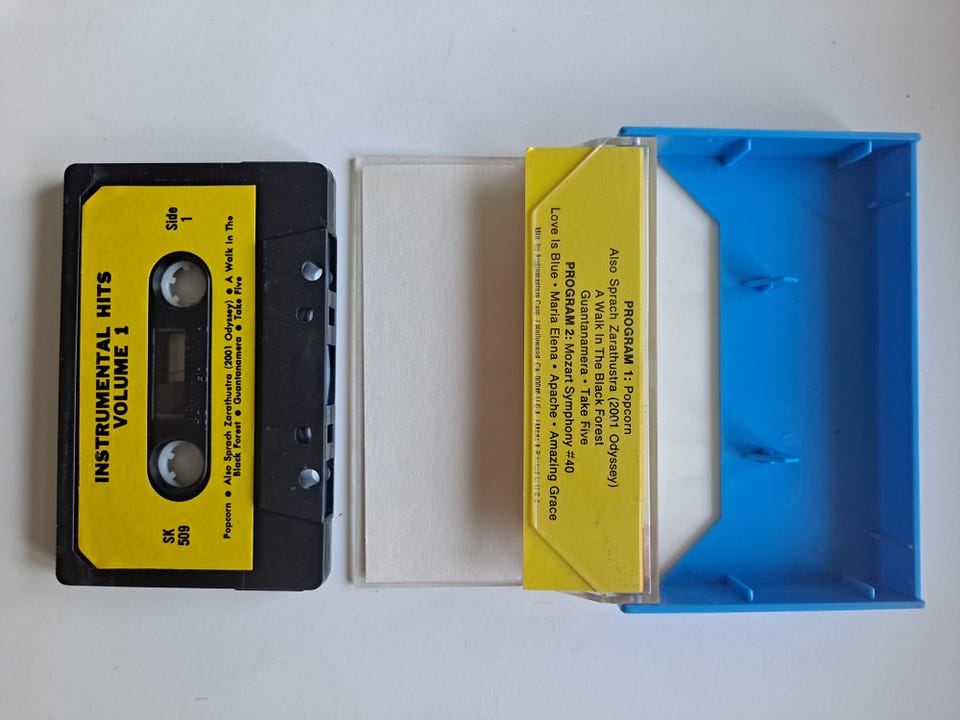 INSTRUMENTAL HITS
VOLUME 1
Side
1
SK
509
Popcorn • Also Sprach Zarathustra (2001 Odyssey) • A Walk In The
Black Forest • Guantanamera • Take Five
PROGRAM 1: Popcorn
Also Sprach Zarathustra (2001 Odyssey)
A Walk In The Black Forest
Guantanamera • Take Five
PROGRAM 2: Mozart Symphony #40
Love Is Blue • Maria Elena • Apache • Amazing Grace